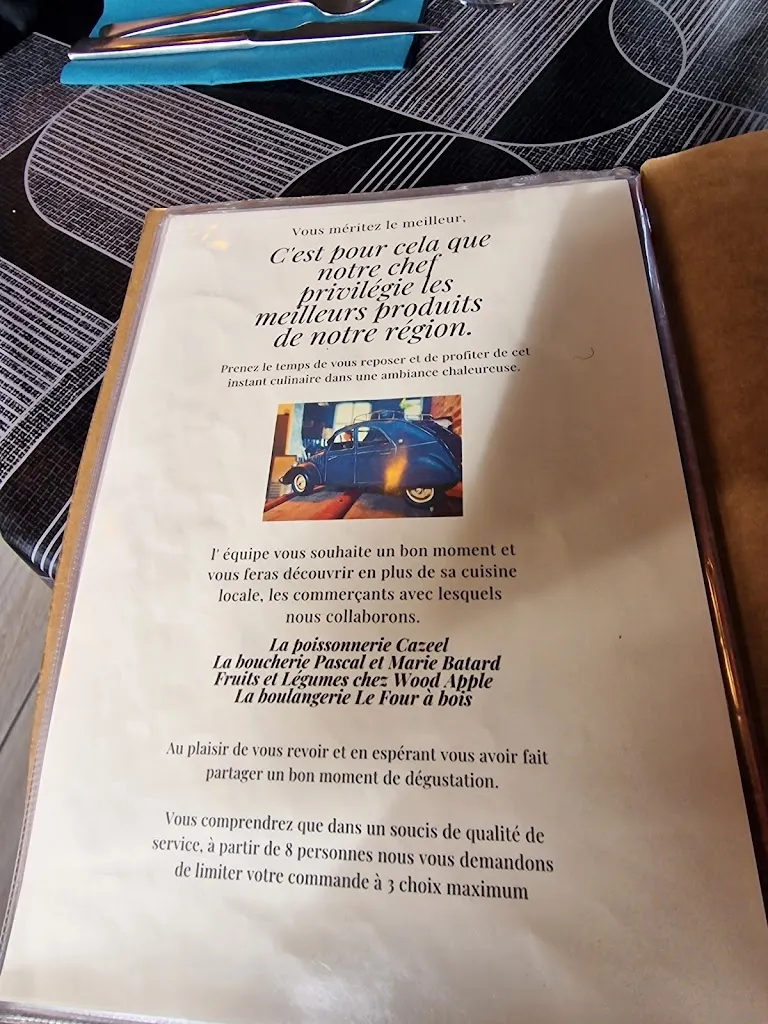 Vous méritez le meilleur,
C'est pour cela que
notre chef
privilégie les
meilleurs produits
de notre région.
Prenez le temps de vous reposer et de profiter de cet
instant culinaire dans une ambiance chaleureuse.
l' équipe vous souhaite un bon moment et
vous feras découvrir en plus de sa cuisine
locale, les commerçants avec lesquels
nous collaborons.
La poissonnerie Cazeel
La boucherie Pascal et Marie Batard
Fruits et Légumes chez Wood Apple
La boulangerie Le Four à bois
Au plaisir de vous revoir et en espérant vous avoir fait
partager un bon moment de dégustation.
Vous comprendrez que dans un soucis de qualité de
service, à partir de 8 personnes nous vous demandons
de limiter votre commande à 3 choix maximum